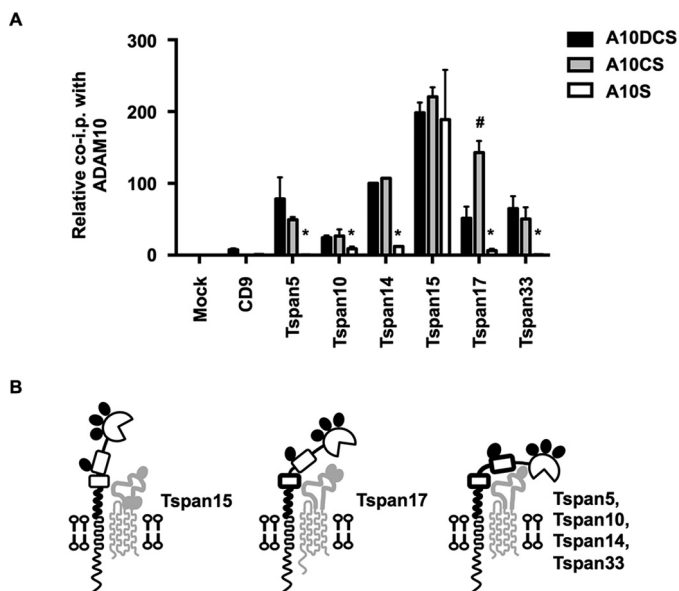 A
Relative co-i.p. with
ADAM10
300
200
100
0
*
*
*
#
*
*
A10DCS
A10CS
A10S
Mock
CD9
Tspan5
Tspan10
Tspan14
Tspan15
Tspan17
Tspan33
B
Tspan15
Tspan17
Tspan5,
Tspan10,
Tspan14,
Tspan33